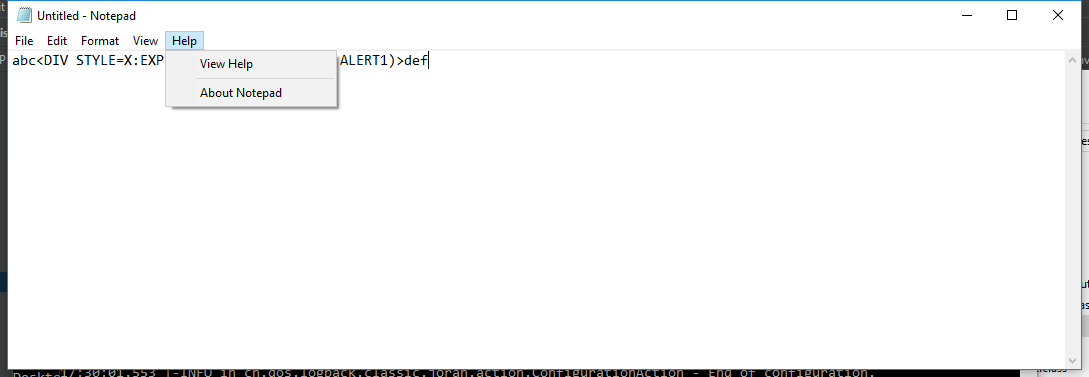 Untitled - Notepad
File Edit Format View Help
abc<DIV STYLE=X:EXP ALERT1)>def
View Help
About Notepad
17:30:01,553 |-INFO in ch.qos.logback.classic.joran.action.ConfigurationAction - End of configuration.